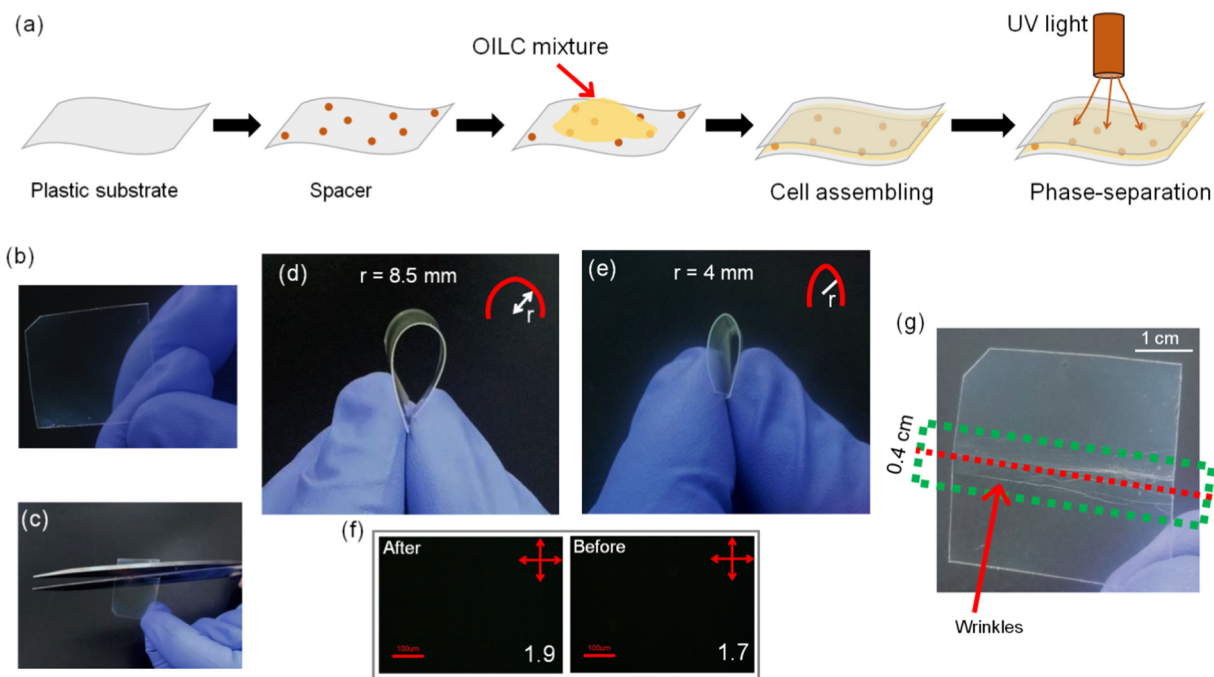 (a)
OILC mixture
UV light
Plastic substrate
Spacer
Cell assembling
Phase-separation
(b)
(c)
(d)
r = 8.5 mm
r
(e)
r = 4 mm
r
(f)
After
100um
1.9
Before
100um
1.7
(g)
1 cm
0.4 cm
Wrinkles